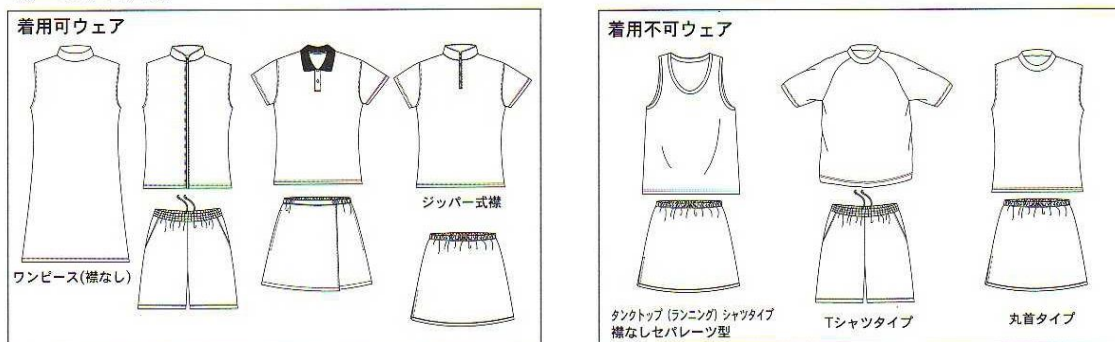 着用可ウェア
ジッパー式襟
ワンピース(襟なし)
着用不可ウェア
タンクトップ(ランニング)シャツタイプ
襟なしセパレーツ型
Tシャツタイプ
丸首タイプ